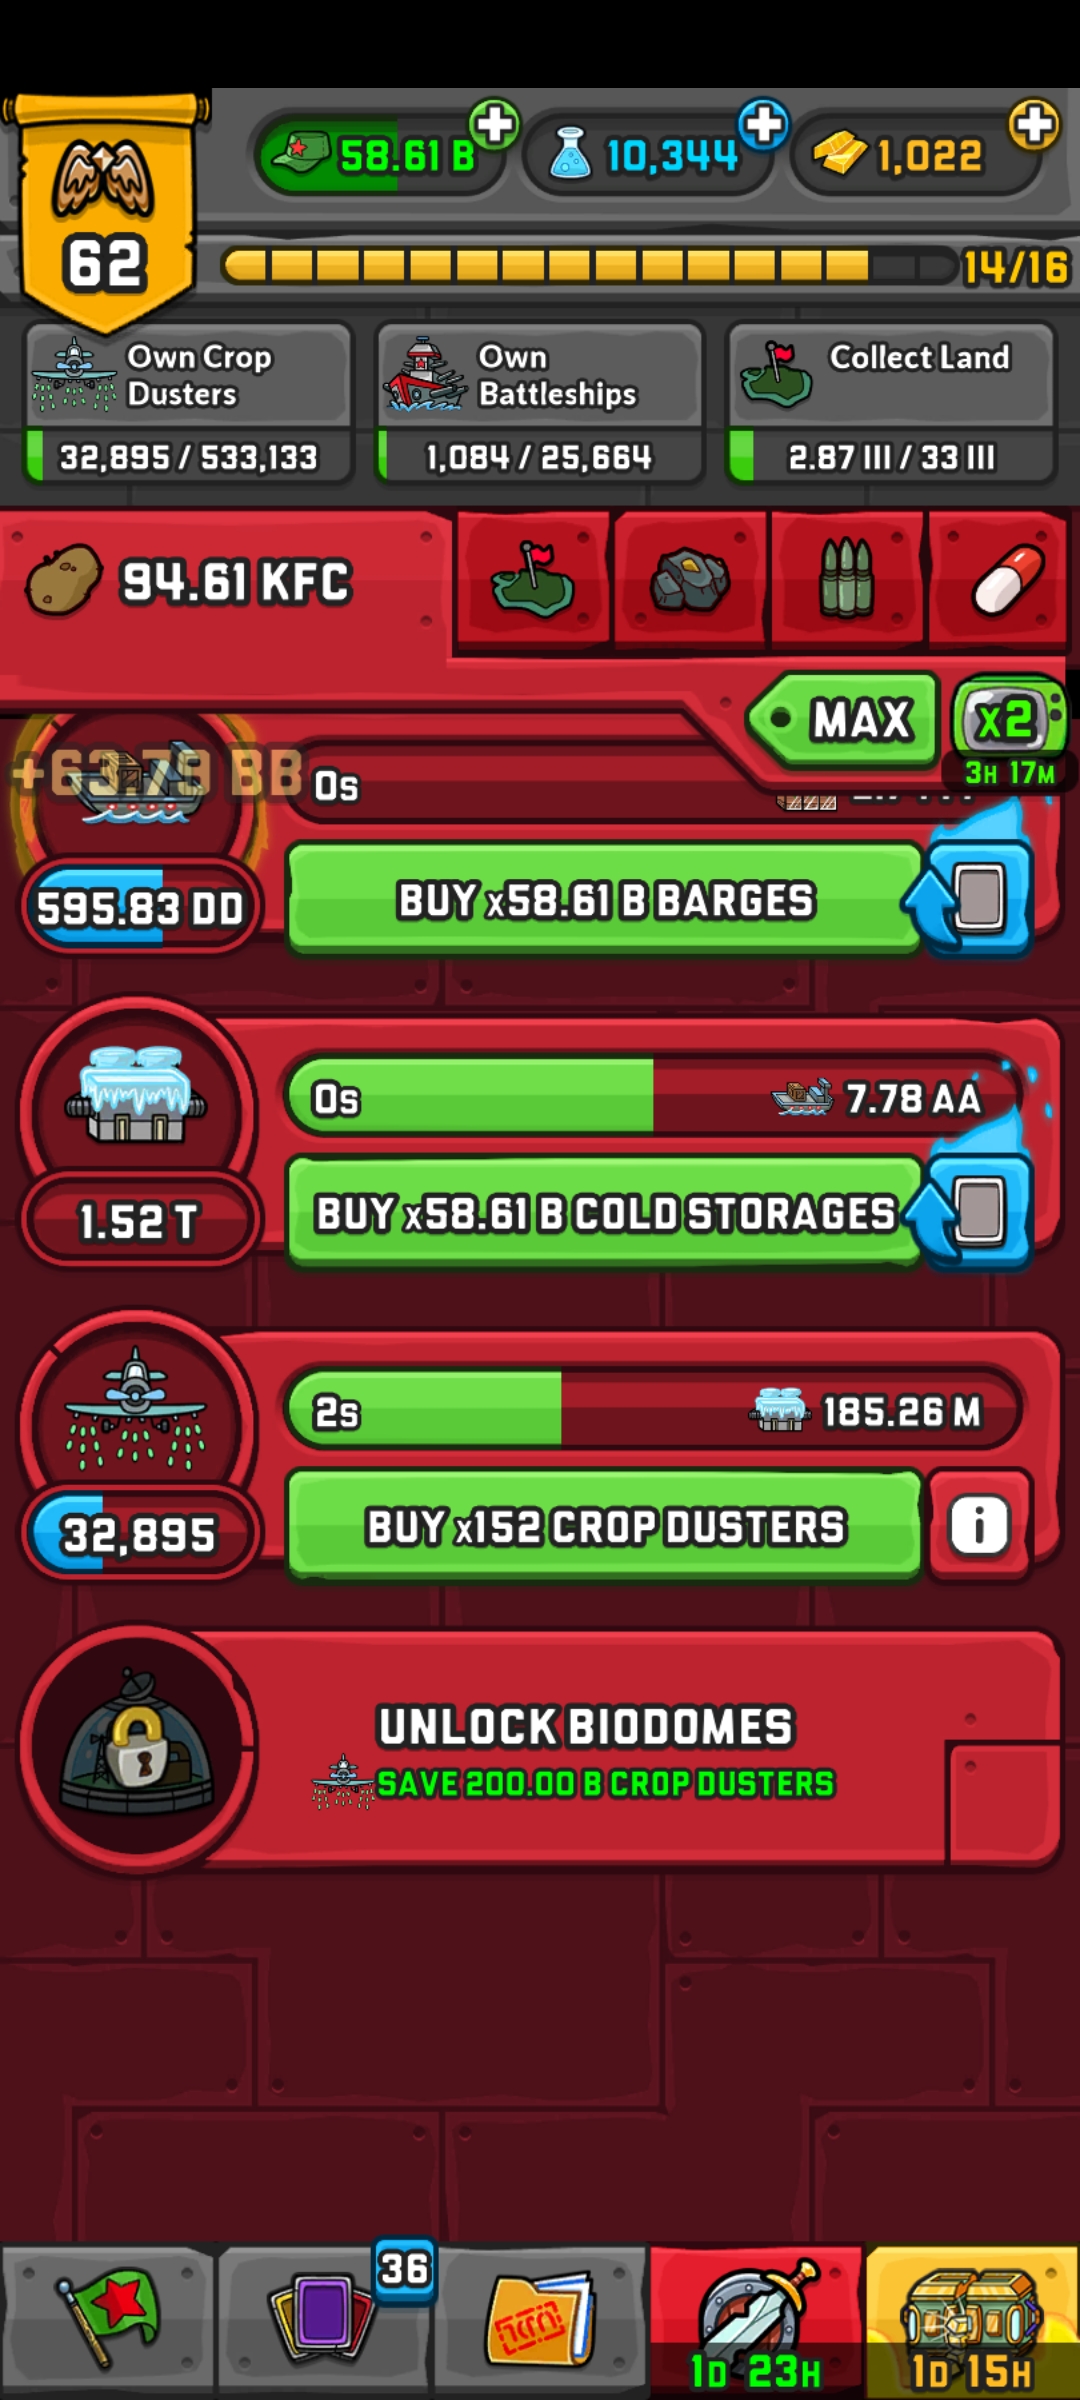 58.61 B
10,344
1,022
62
14/16
Own Crop
Dusters
Own
Battleships
Collect Land
32,895 / 533,133
1,084 / 25,664
2.87 III / 33 III
94.61 KFC
MAX
x2
3H 17M
+63.79 BB
0s
595.83 DD
BUY x58.61 B BARGES
0s
7.78 AA
1.52 T
BUY x58.61 B COLD STORAGES
2s
185.26 M
32,895
BUY x152 CROP DUSTERS
i
UNLOCK BIODOMES
SAVE 200.00 B CROP DUSTERS
36
1D 23H
1D 15H